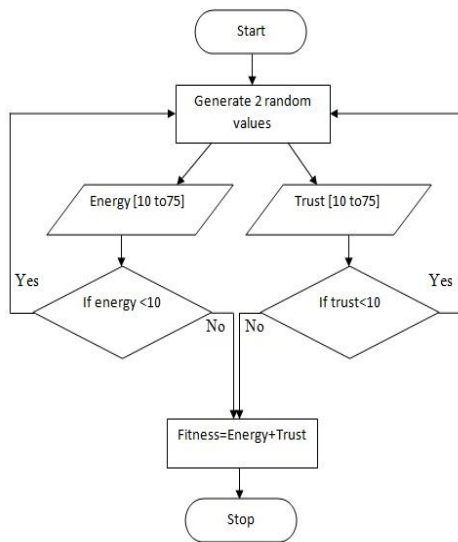 Start
Generate 2 random
values
Energy [10 to75]
Trust [10 to75]
Yes
If energy <10
No
No
If trust<10
Yes
Fitness=Energy+Trust
Stop